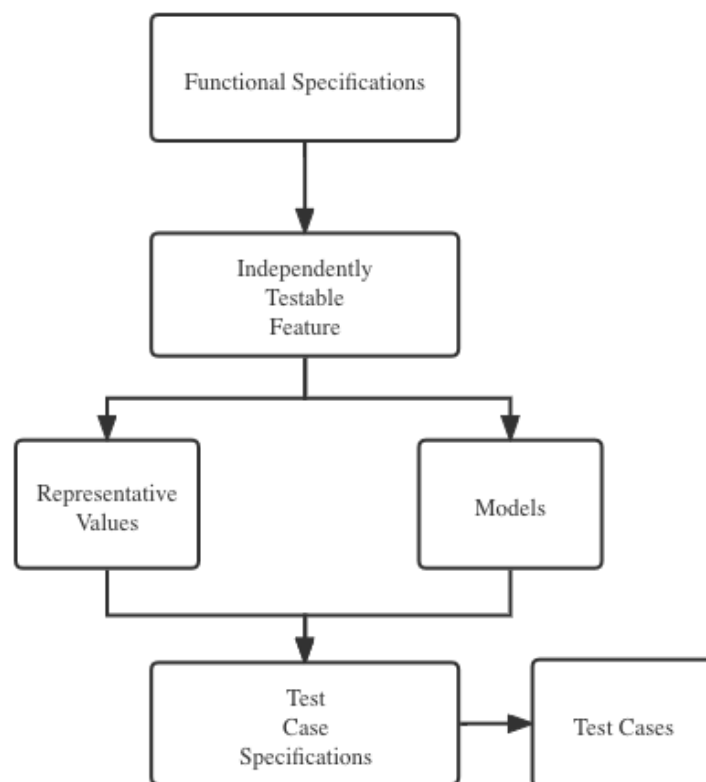 Functional Specifications
Independently
Testable
Feature
Representative
Values
Models
Test
Case
Specifications
Test Cases